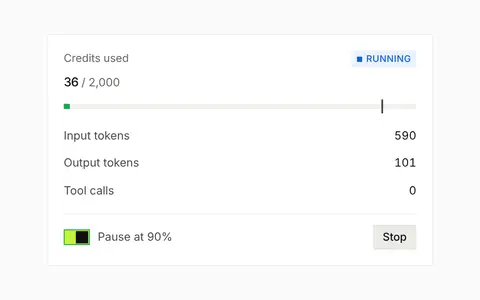 Credits used
RUNNING
36 / 2,000
Input tokens 590
Output tokens 101
Tool calls 0
Pause at 90%
Stop